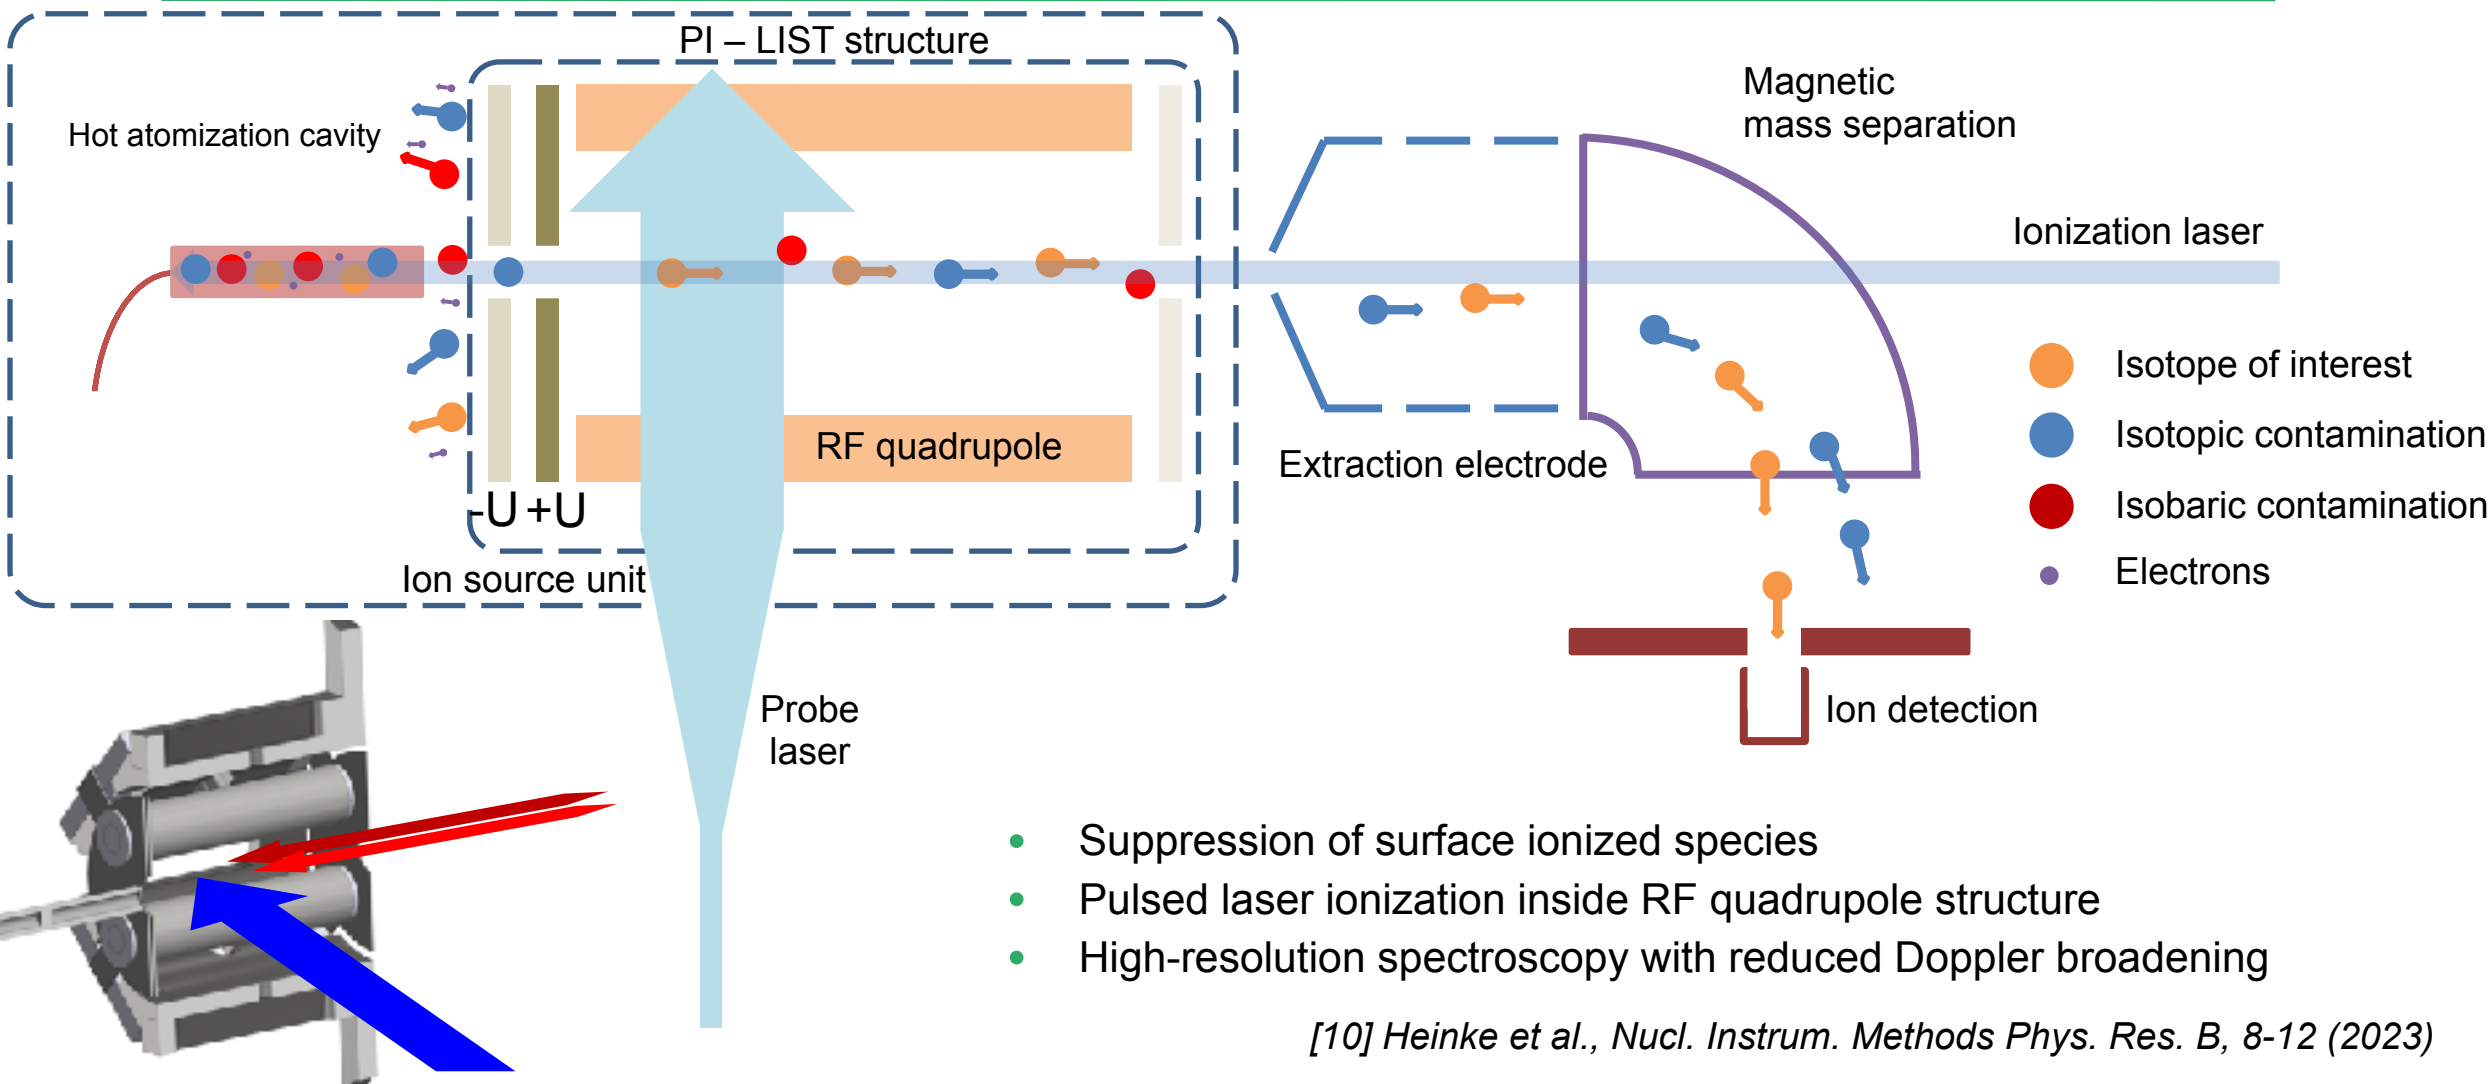 PI – LIST structure
Hot atomization cavity
Magnetic
mass separation
Ionization laser
RF quadrupole
-U +U
Extraction electrode
Ion source unit
Isotope of interest
Isotopic contamination
Isobaric contamination
Electrons
Probe
laser
Ion detection
• Suppression of surface ionized species
• Pulsed laser ionization inside RF quadrupole structure
• High-resolution spectroscopy with reduced Doppler broadening
[10] Heinke et al., Nucl. Instrum. Methods Phys. Res. B, 8-12 (2023)